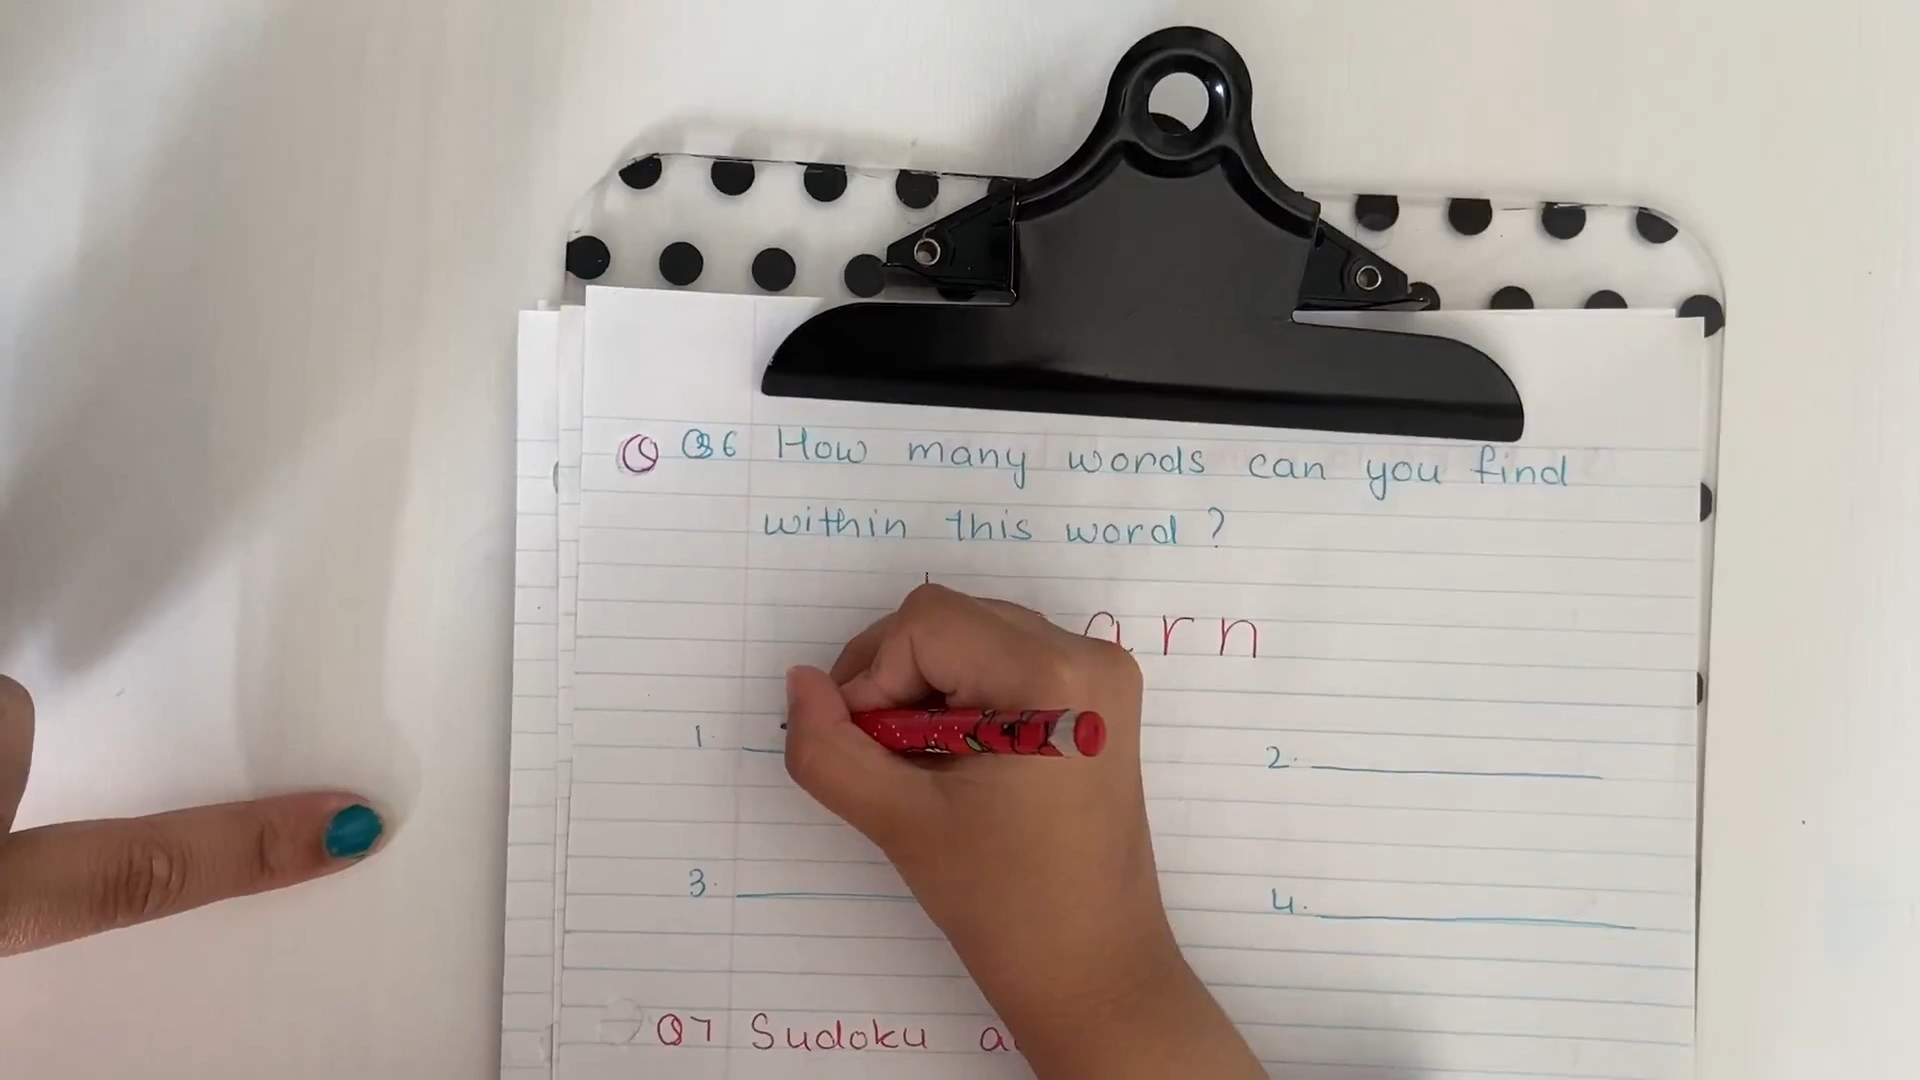 Q6 How many words can you find
within this word?
arn
1.
2.
3.
4.
Q7 Sudoku